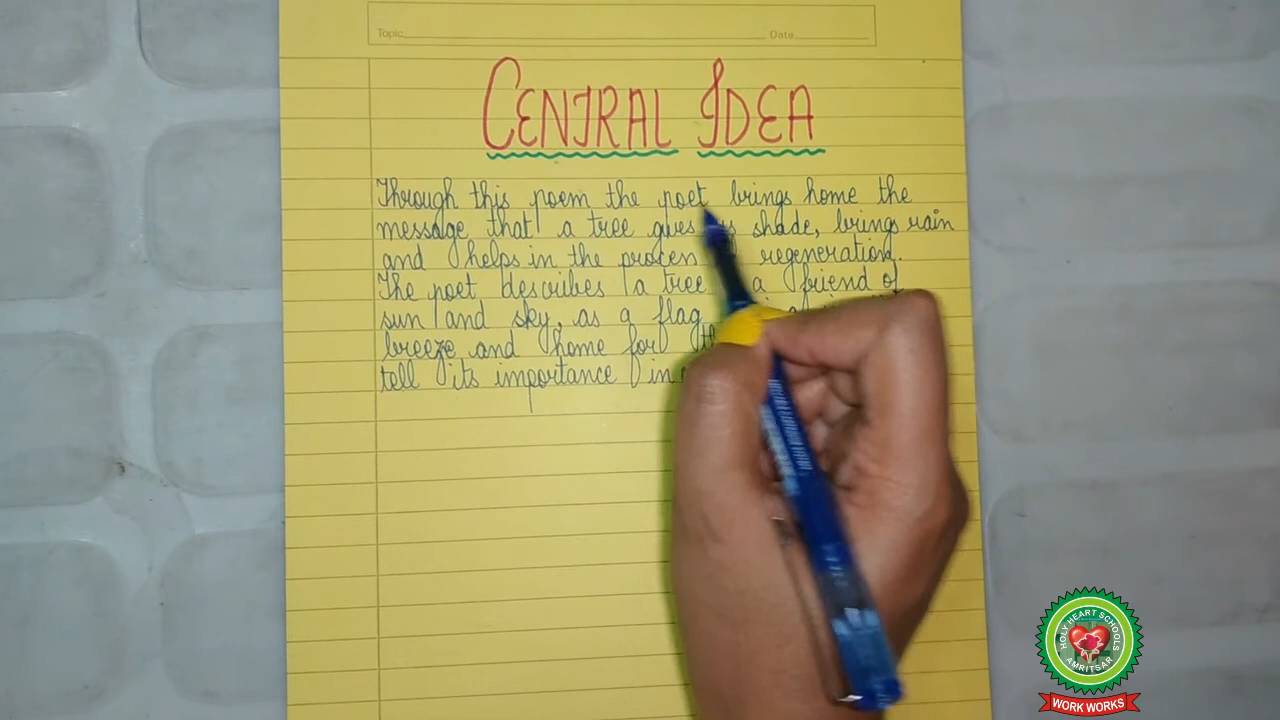 Topic Date
CENTRAL IDEA
Through this poem the poet brings home the
message that a tree gives us shade, brings rain
and helps in the process regeneration.
The poet describes a tree a friend of
sun and sky, as a flag
breeze and home for
tell its importance in
HOLY HEART SCHOOLS
AMRITSAR
WORK WORKS